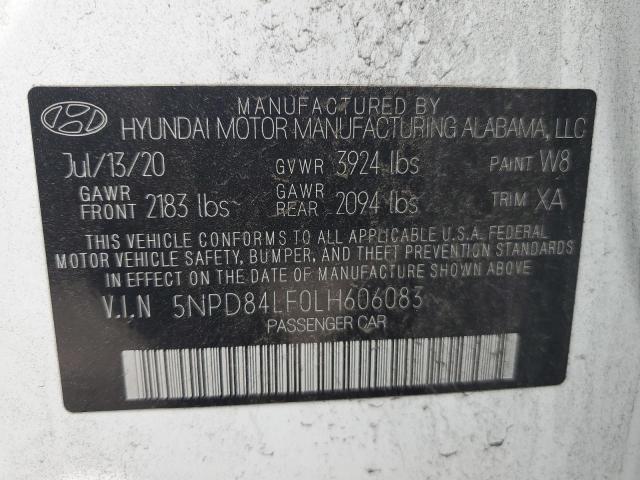 MANUFACTURED BY
HYUNDAI MOTOR MANUFACTURING ALABAMA, LLC
Jul/13/20 GVWR 3924 lbs PAINT W8
GAWR FRONT 2183 lbs GAWR REAR 2094 lbs TRIM XA
THIS VEHICLE CONFORMS TO ALL APPLICABLE U.S.A. FEDERAL
MOTOR VEHICLE SAFETY, BUMPER, AND THEFT PREVENTION STANDARDS
IN EFFECT ON THE DATE OF MANUFACTURE SHOWN ABOVE
V.I.N 5NPD84LF0LH606083
PASSENGER CAR